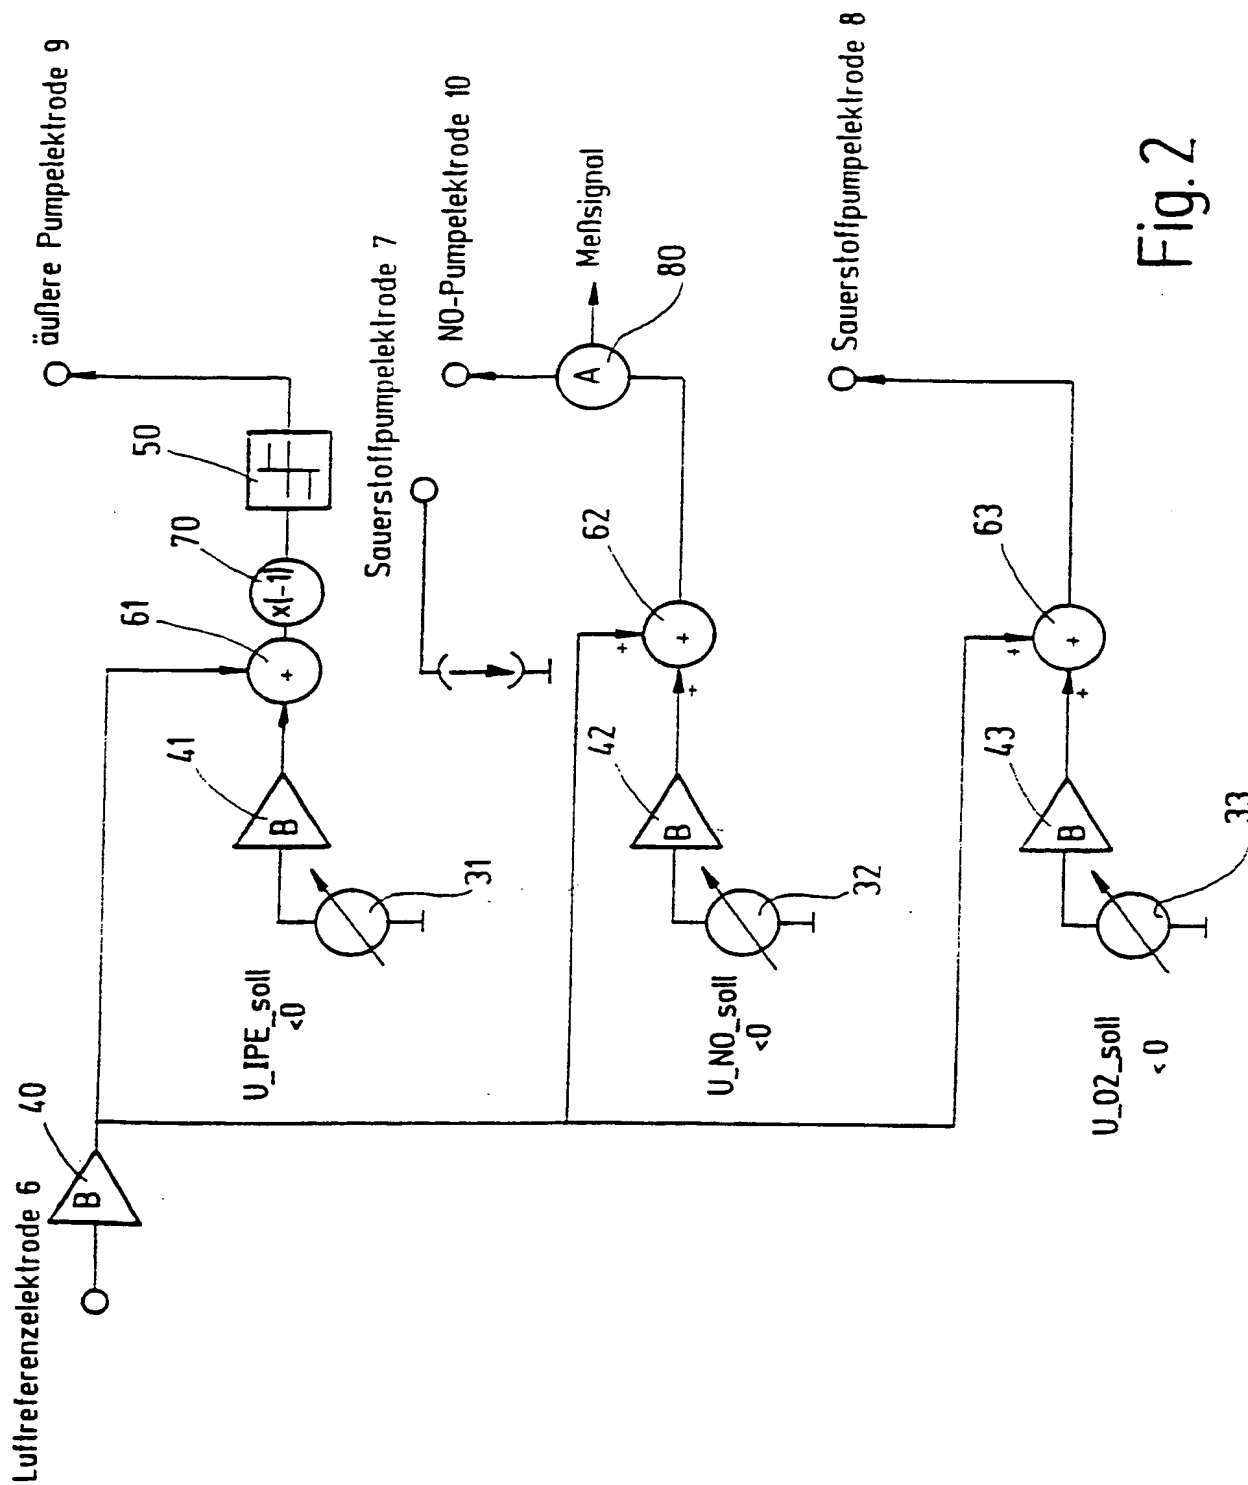 Luftreferenzelektrode 6
40
B
äußere Pumpelektrode 9
50
70
x(-1)
61
+
41
B
31
U_IPE_soll
<0
Sauerstoffpumpelektrode 7
NO-Pumpelektrode 10
Meßsignal
A
80
62
+
+
+
42
B
32
U_NO_soll
<0
Sauerstoffpumpelektrode 8
63
+
+
+
43
B
33
U_O2_soll
<0
Fig. 2